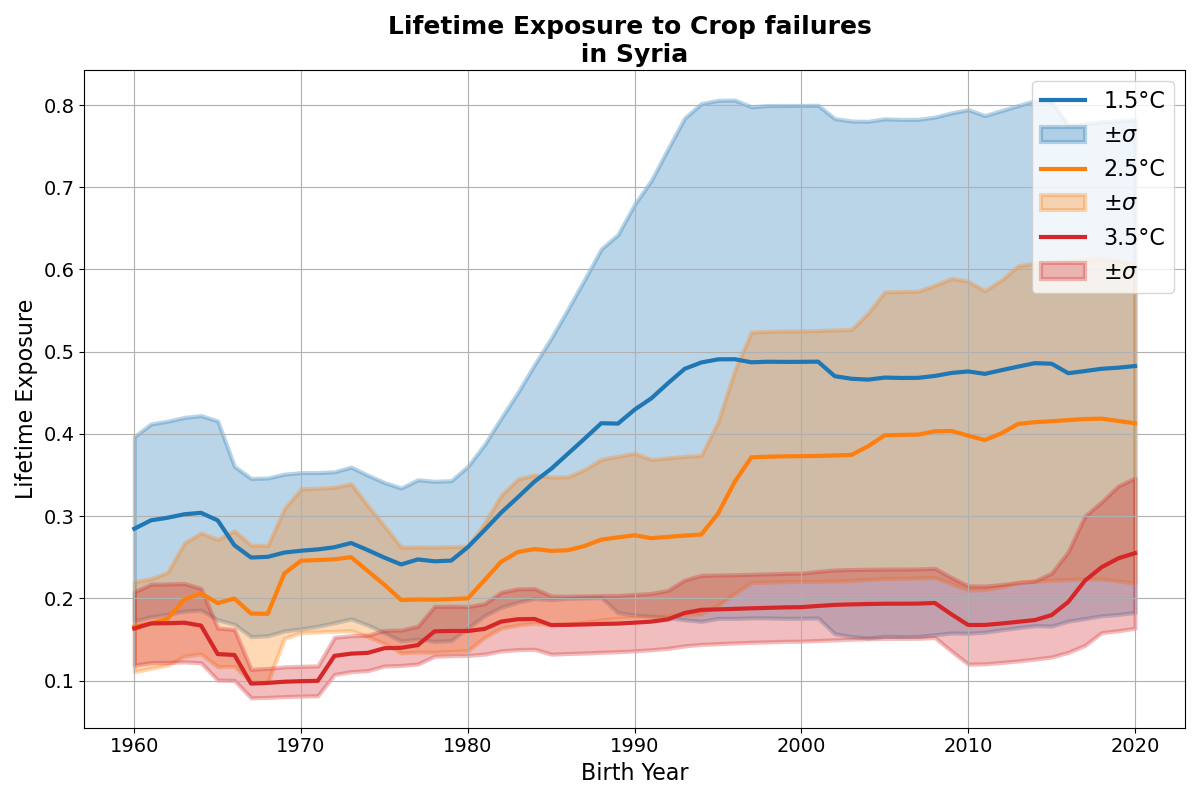 Lifetime Exposure to Crop failures
in Syria
Lifetime Exposure
0.8
0.7
0.6
0.5
0.4
0.3
0.2
0.1
1960
1970
1980
1990
2000
2010
2020
Birth Year
1.5°C
±σ
2.5°C
±σ
3.5°C
±σ